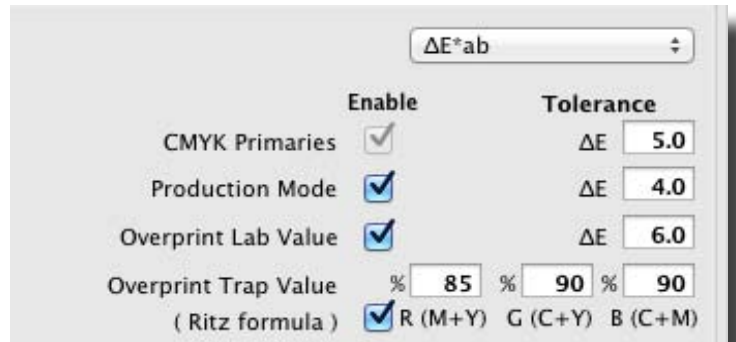 ΔE*ab
Enable Tolerance
CMYK Primaries ΔE 5.0
Production Mode ΔE 4.0
Overprint Lab Value ΔE 6.0
Overprint Trap Value % 85 % 90 % 90
( Ritz formula ) R (M+Y) G (C+Y) B (C+M)